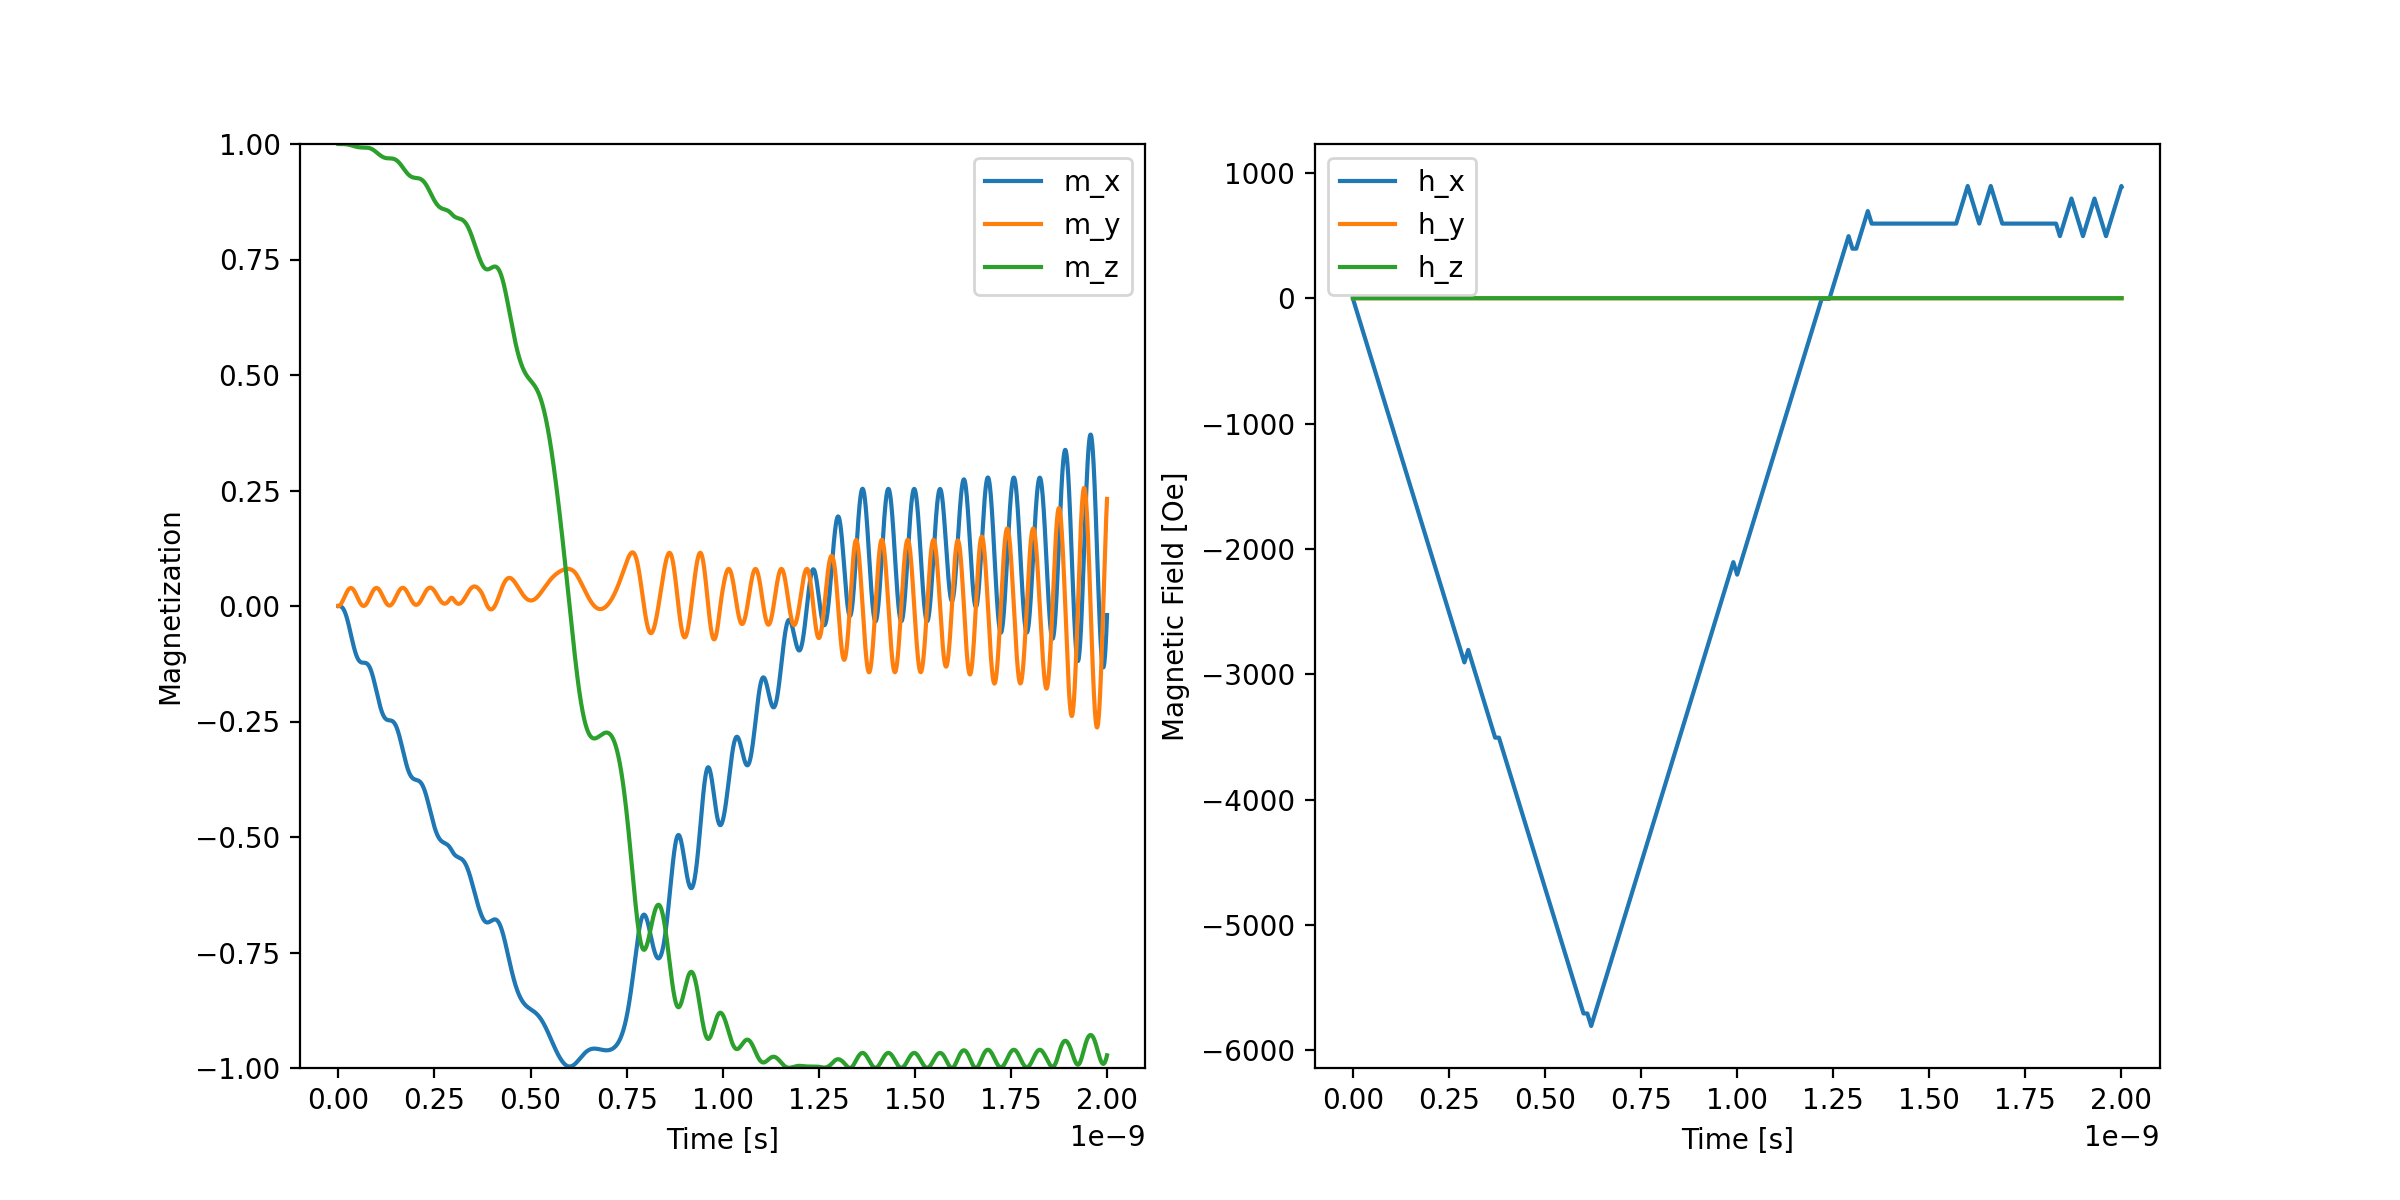 1.00
0.75
0.50
0.25
0.00
−0.25
−0.50
−0.75
−1.00
Magnetization
m_x
m_y
m_z
0.00 0.25 0.50 0.75 1.00 1.25 1.50 1.75 2.00
Time [s]
1e−9
1000
0
−1000
−2000
−3000
−4000
−5000
−6000
Magnetic Field [Oe]
h_x
h_y
h_z
0.00 0.25 0.50 0.75 1.00 1.25 1.50 1.75 2.00
Time [s]
1e−9